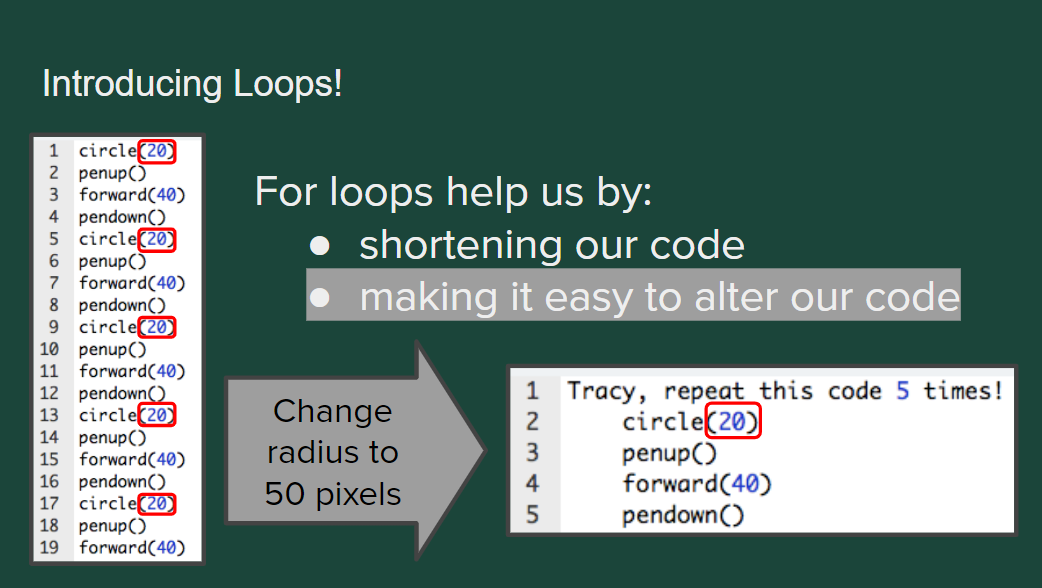 Introducing Loops!
1 circle(20)
2 penup()
3 forward(40)
4 pendown()
5 circle(20)
6 penup()
7 forward(40)
8 pendown()
9 circle(20)
10 penup()
11 forward(40)
12 pendown()
13 circle(20)
14 penup()
15 forward(40)
16 pendown()
17 circle(20)
18 penup()
19 forward(40)
For loops help us by:
● shortening our code
● making it easy to alter our code
Change
radius to
50 pixels
1 Tracy, repeat this code 5 times!
2     circle(20)
3     penup()
4     forward(40)
5     pendown()